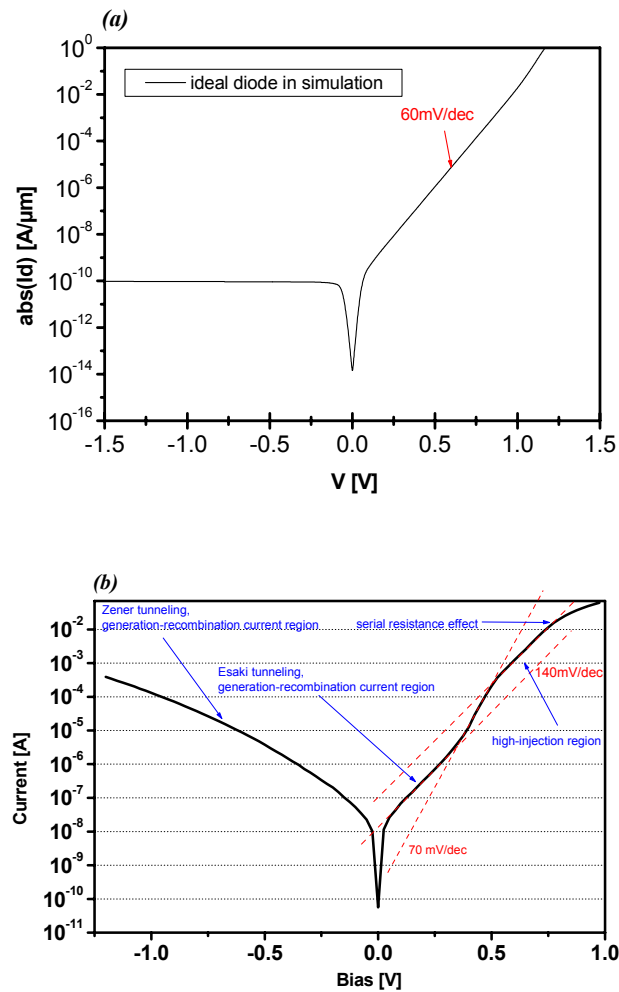 (a)
10^0
10^-2
10^-4
10^-6
10^-8
10^-10
10^-12
10^-14
10^-16
abs(Id) [A/µm]
ideal diode in simulation
60mV/dec
-1.5 -1.0 -0.5 0.0 0.5 1.0 1.5
V [V]
(b)
Zener tunneling,
generation-recombination current region
serial resistance effect
Esaki tunneling,
generation-recombination current region
140mV/dec
high-injection region
70 mV/dec
10^-2
10^-3
10^-4
10^-5
10^-6
10^-7
10^-8
10^-9
10^-10
10^-11
Current [A]
-1.0 -0.5 0.0 0.5 1.0
Bias [V]